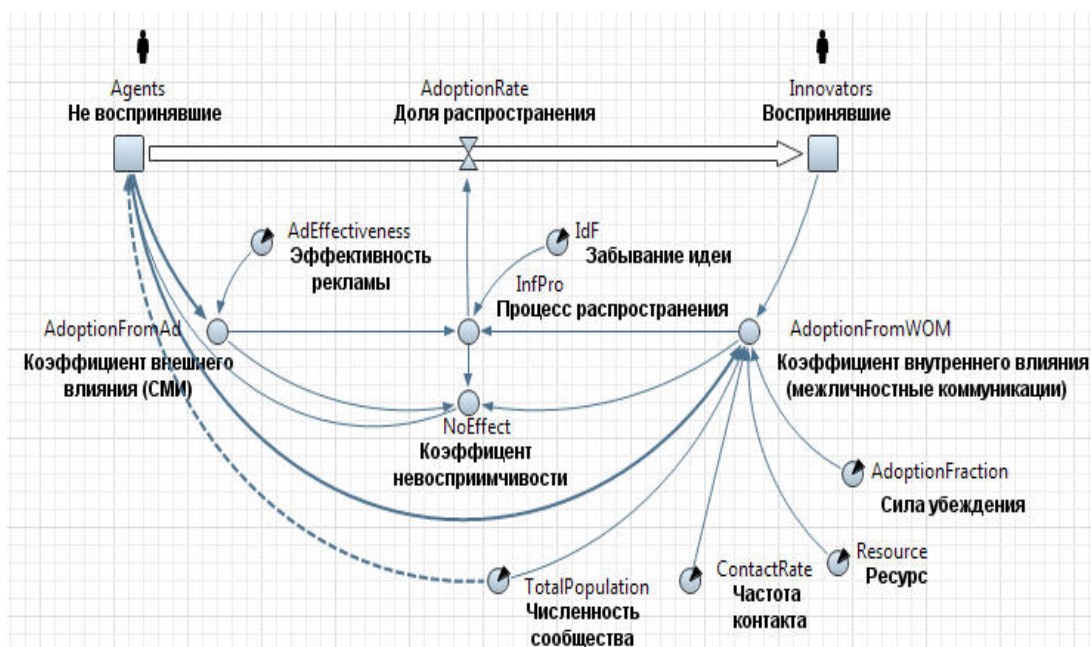 Agents
Не воспринявшие
AdoptionRate
Доля распространения
Innovators
Воспринявшие
AdEffectiveness
Эффективность
рекламы
IdF
Забывание идеи
InfPro
Процесс распространения
AdoptionFromAd
Коэффициент внешнего
влияния (СМИ)
AdoptionFromWOM
Коэффициент внутреннего влияния
(межличностные коммуникации)
NoEffect
Коэффицент
невосприимчивости
AdoptionFraction
Сила убеждения
Resource
Ресурс
ContactRate
Частота
контакта
TotalPopulation
Численность
сообщества